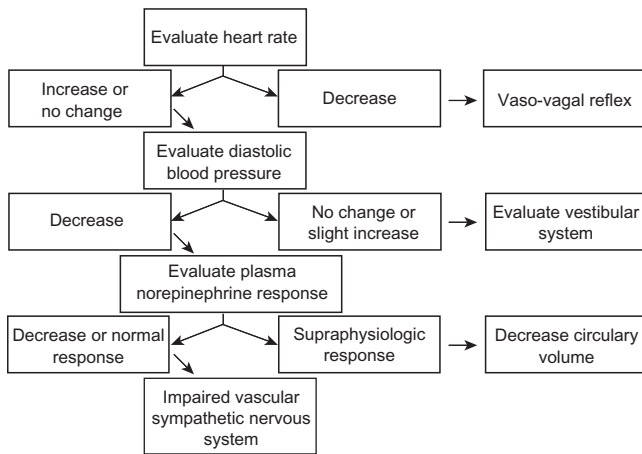 Evaluate heart rate
Increase or
no change
Decrease
Vaso-vagal reflex
Evaluate diastolic
blood pressure
Decrease
No change or
slight increase
Evaluate vestibular
system
Evaluate plasma
norepinephrine response
Decrease or normal
response
Supraphysiologic
response
Decrease circulary
volume
Impaired vascular
sympathetic nervous
system